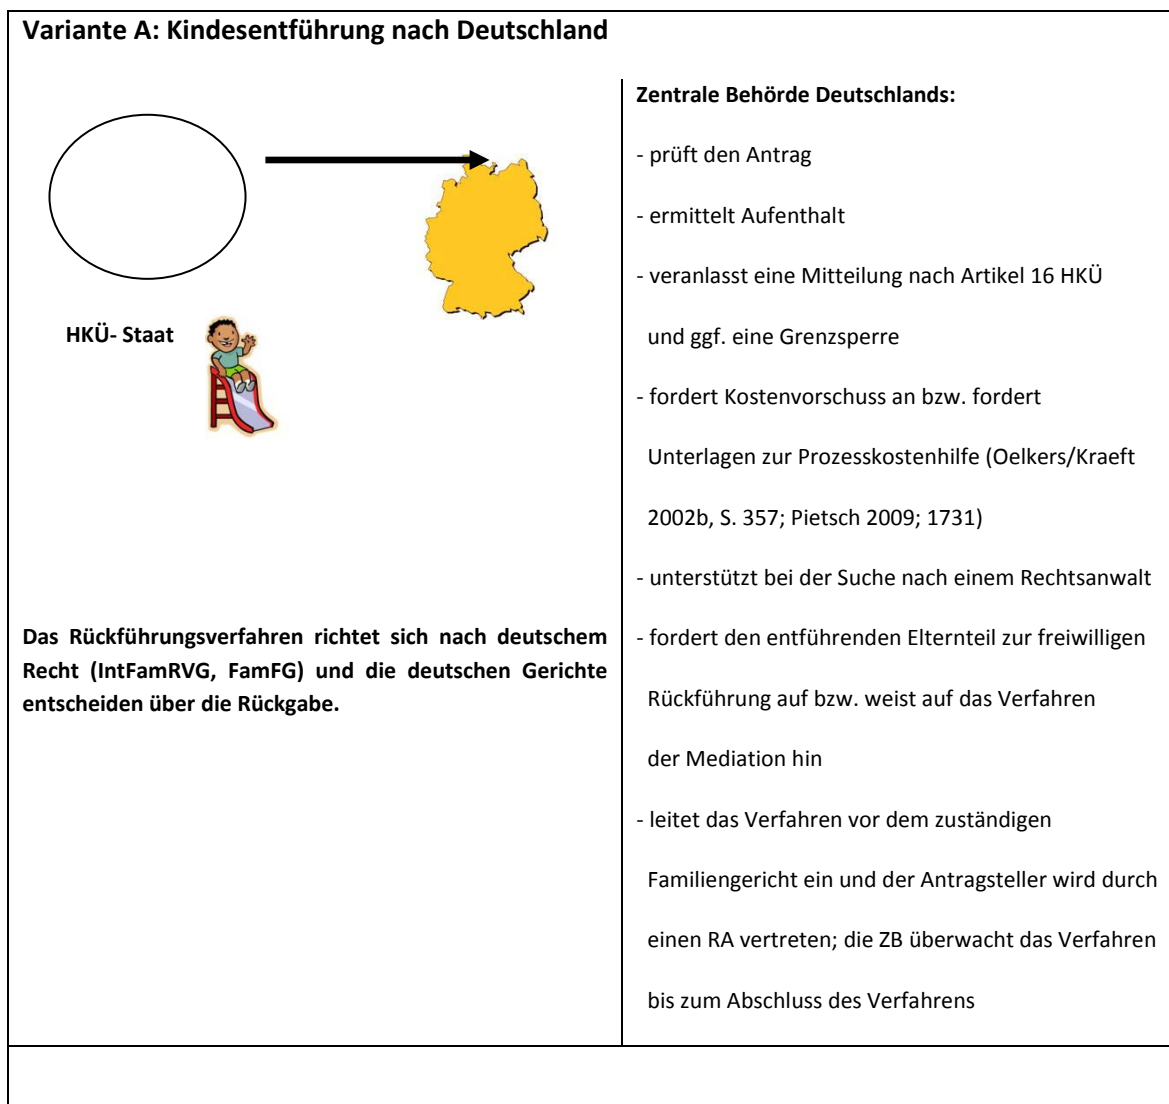 Variante A: Kindesentführung nach Deutschland
HKÜ- Staat
Das Rückführungsverfahren richtet sich nach deutschem
Recht (IntFamRVG, FamFG) und die deutschen Gerichte
entscheiden über die Rückgabe.
Zentrale Behörde Deutschlands:
- prüft den Antrag
- ermittelt Aufenthalt
- veranlasst eine Mitteilung nach Artikel 16 HKÜ
und ggf. eine Grenzsperre
- fordert Kostenvorschuss an bzw. fordert
Unterlagen zur Prozesskostenhilfe (Oelkers/Kraeft
2002b, S. 357; Pietsch 2009; 1731)
- unterstützt bei der Suche nach einem Rechtsanwalt
- fordert den entführenden Elternteil zur freiwilligen
Rückführung auf bzw. weist auf das Verfahren
der Mediation hin
- leitet das Verfahren vor dem zuständigen
Familiengericht ein und der Antragsteller wird durch
einen RA vertreten; die ZB überwacht das Verfahren
bis zum Abschluss des Verfahrens